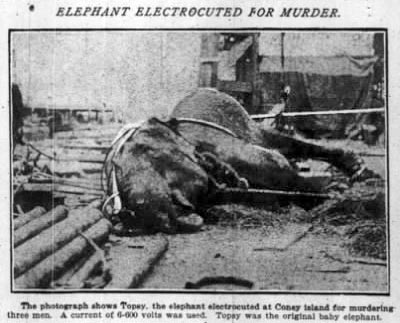 ELEPHANT ELECTROCUTED FOR MURDER.
The photograph shows Topsy, the elephant electrocuted at Coney island for murdering
three men. A current of 6-600 volts was used. Topsy was the original baby elephant.